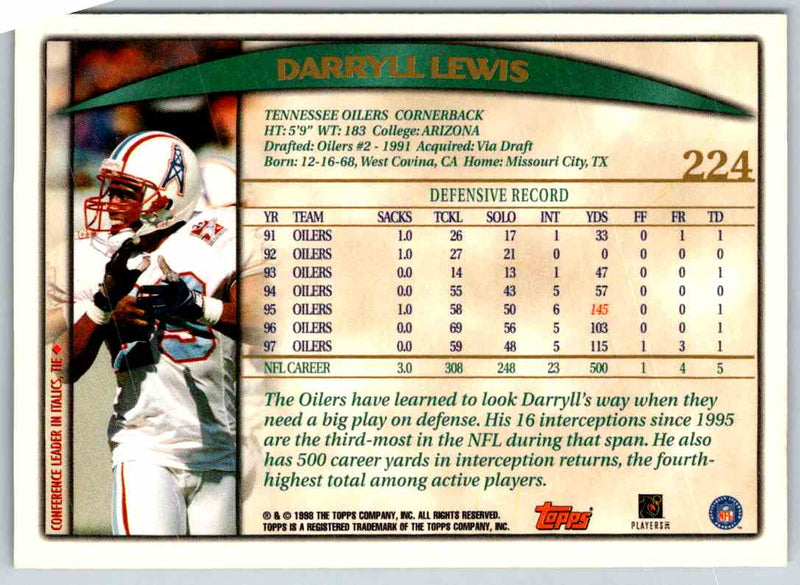 DARRYLL LEWIS
TENNESSEE OILERS CORNERBACK
HT: 5'9" WT: 183 College: ARIZONA
Drafted: Oilers #2 - 1991 Acquired: Via Draft
Born: 12-16-68, West Covina, CA Home: Missouri City, TX
224
DEFENSIVE RECORD
YR TEAM SACKS TCKL SOLO INT YDS FF FR TD
91 OILERS 1.0 26 17 1 33 0 1 1
92 OILERS 1.0 27 21 0 0 0 0 0
93 OILERS 0.0 14 13 1 47 0 0 1
94 OILERS 0.0 55 43 5 57 0 0 0
95 OILERS 1.0 58 50 6 145 0 0 1
96 OILERS 0.0 69 56 5 103 0 0 1
97 OILERS 0.0 59 48 5 115 1 3 1
NFL CAREER 3.0 308 248 23 500 1 4 5
The Oilers have learned to look Darryll's way when they
need a big play on defense. His 16 interceptions since 1995
are the third-most in the NFL during that span. He also
has 500 career yards in interception returns, the fourth-
highest total among active players.
CONFERENCE LEADER IN ITALICS, TIE ◆
® & © 1998 THE TOPPS COMPANY, INC. ALL RIGHTS RESERVED.
TOPPS IS A REGISTERED TRADEMARK OF THE TOPPS COMPANY, INC.
Topps
PLAYERS INC
NFL